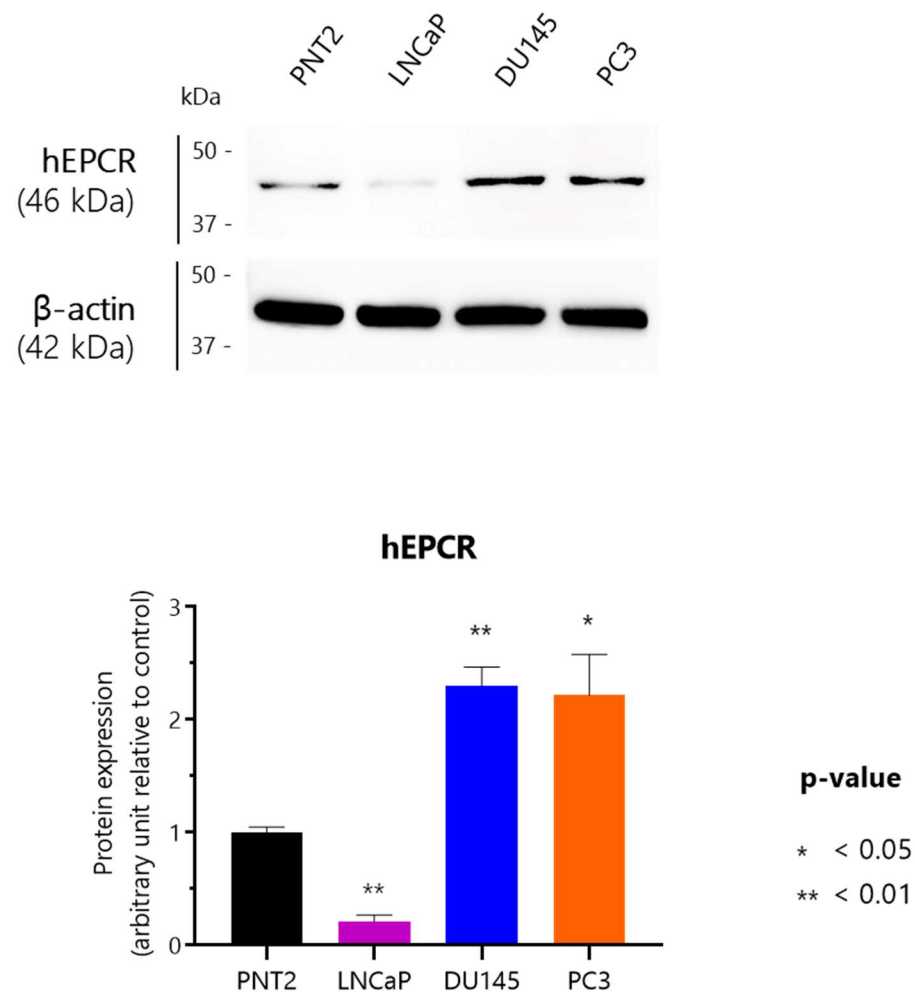 PNT2 LNCaP DU145 PC3
kDa
hEPCR
(46 kDa)
50 -
37 -
β-actin
(42 kDa)
50 -
37 -
hEPCR
Protein expression
(arbitrary unit relative to control)
3
2
1
0
**
**
*
PNT2 LNCaP DU145 PC3
p-value
* < 0.05
** < 0.01